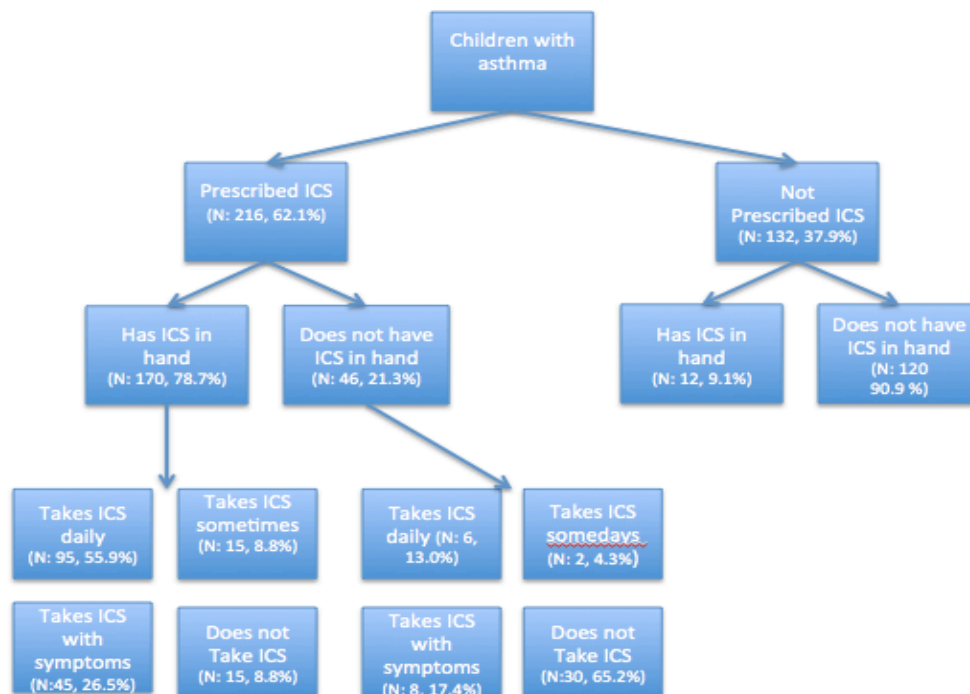 Children with
asthma
Prescribed ICS
(N: 216, 62.1%)
Not
Prescribed ICS
(N: 132, 37.9%)
Has ICS in
hand
(N: 170, 78.7%)
Does not have
ICS in hand
(N: 46, 21.3%)
Has ICS in
hand
(N: 12, 9.1%)
Does not have
ICS in hand
(N: 120
90.9 %)
Takes ICS
daily
(N: 95, 55.9%)
Takes ICS
sometimes
(N: 15, 8.8%)
Takes ICS
daily (N: 6,
13.0%)
Takes ICS
somedays
(N: 2, 4.3%)
Takes ICS
with
symptoms
(N:45, 26.5%)
Does not
Take ICS
(N: 15, 8.8%)
Takes ICS
with
symptoms
(N: 8, 17.4%)
Does not
Take ICS
(N:30, 65.2%)